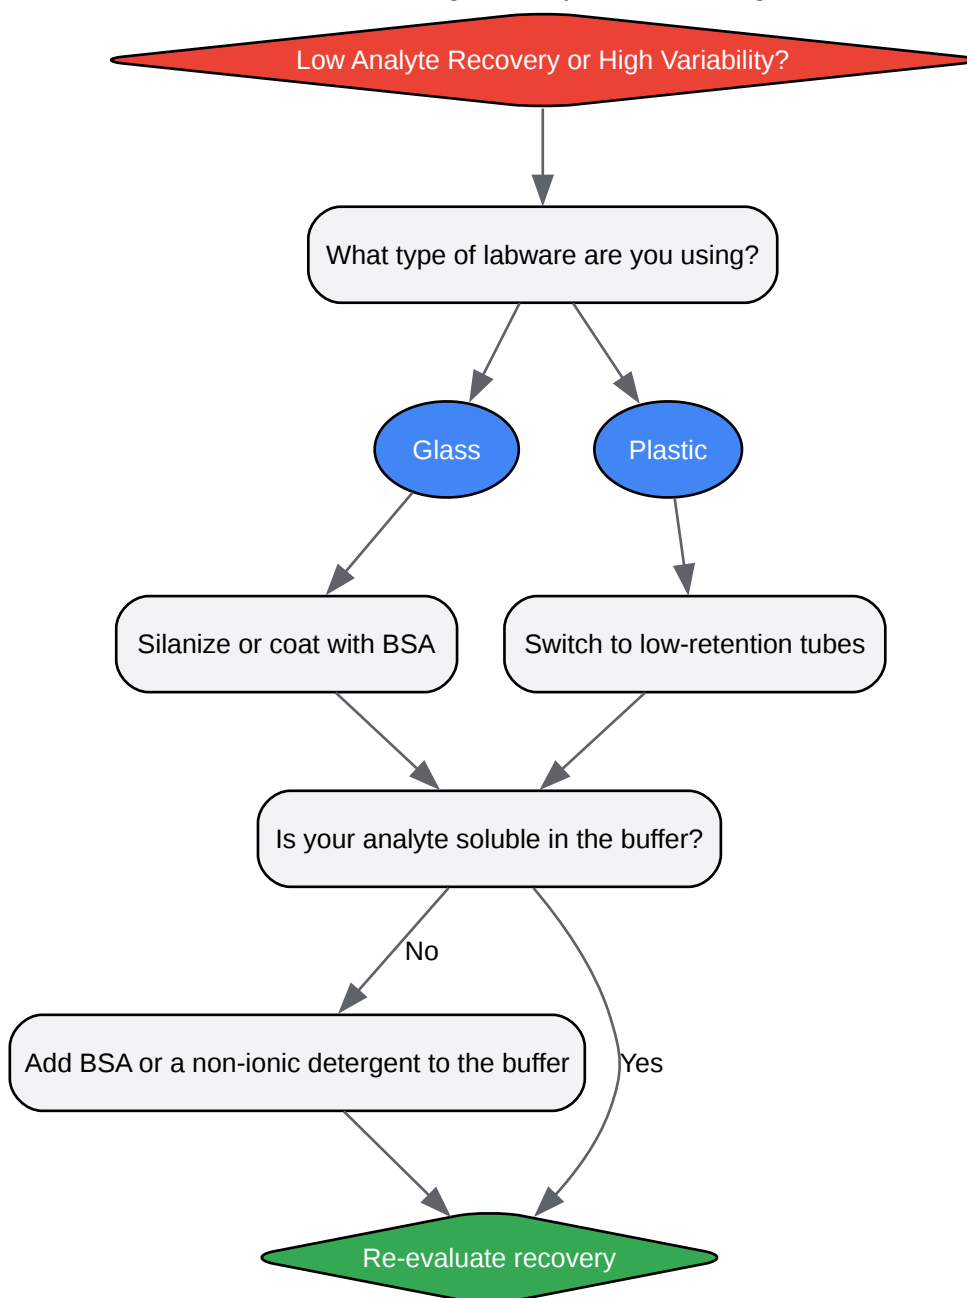 Low Analyte Recovery or High Variability?
What type of labware are you using?
Glass
Plastic
Silanize or coat with BSA
Switch to low-retention tubes
Is your analyte soluble in the buffer?
No
Add BSA or a non-ionic detergent to the buffer
Yes
Re-evaluate recovery